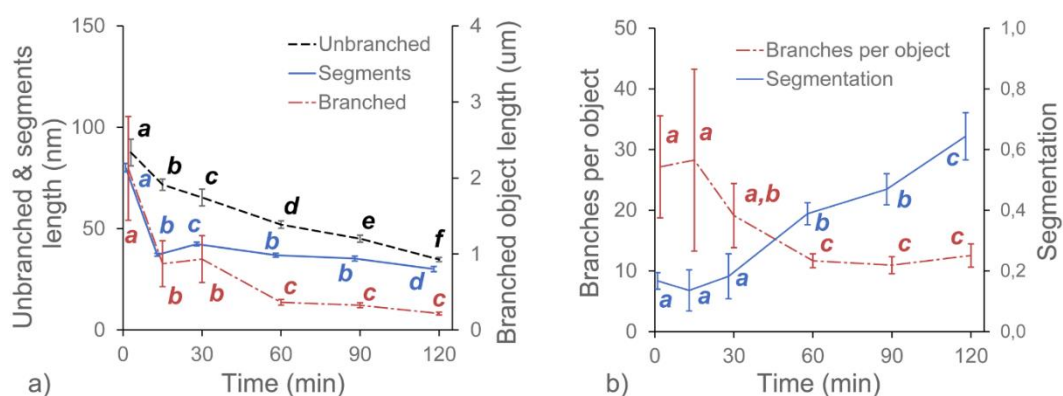 150
100
50
0
Unbranched & segments
length (nm)
Unbranched
Segments
Branched
a
b
c
d
e
f
a
b
c
b
b
d
a
b
b
c
c
c
4
3
2
1
0
Branched object length (um)
0
30
60
90
120
Time (min)
a)
50
40
30
20
10
0
Branches per object
Branches per object
Segmentation
a
a
a,b
c
c
c
a
a
a
b
b
c
1,0
0,8
0,6
0,4
0,2
0,0
Segmentation
0
30
60
90
120
Time (min)
b)